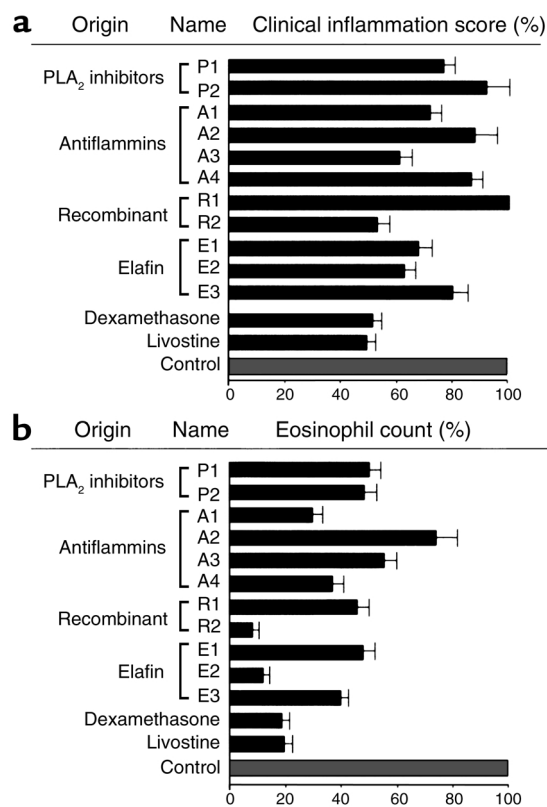 a Origin Name Clinical inflammation score (%)
PLA2 inhibitors P1
P2
Antiflammins A1
A2
A3
A4
Recombinant R1
R2
Elafin E1
E2
E3
Dexamethasone
Livostine
Control
0 20 40 60 80 100
b Origin Name Eosinophil count (%)
PLA2 inhibitors P1
P2
Antiflammins A1
A2
A3
A4
Recombinant R1
R2
Elafin E1
E2
E3
Dexamethasone
Livostine
Control
0 20 40 60 80 100